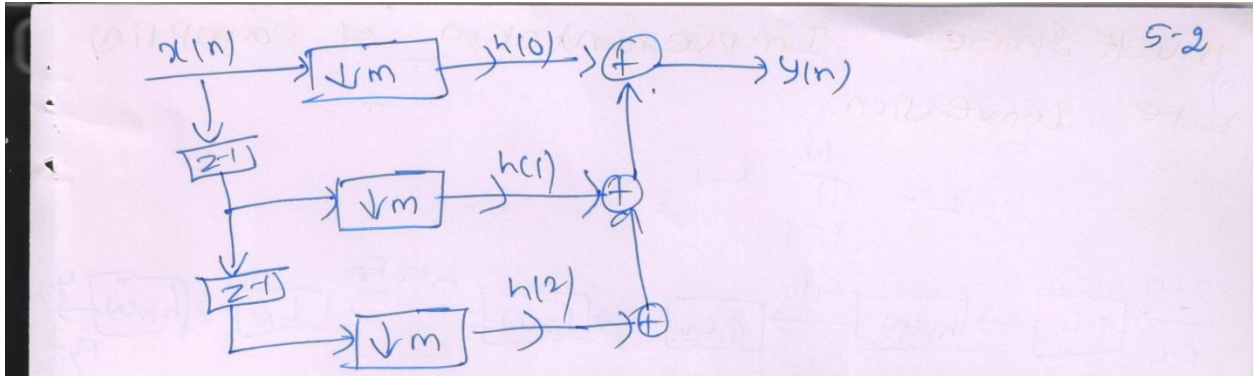 5-2
x(n) ↓m h(0) + y(n)
z-1
↓m h(1) +
z-1
↓m h(2) +